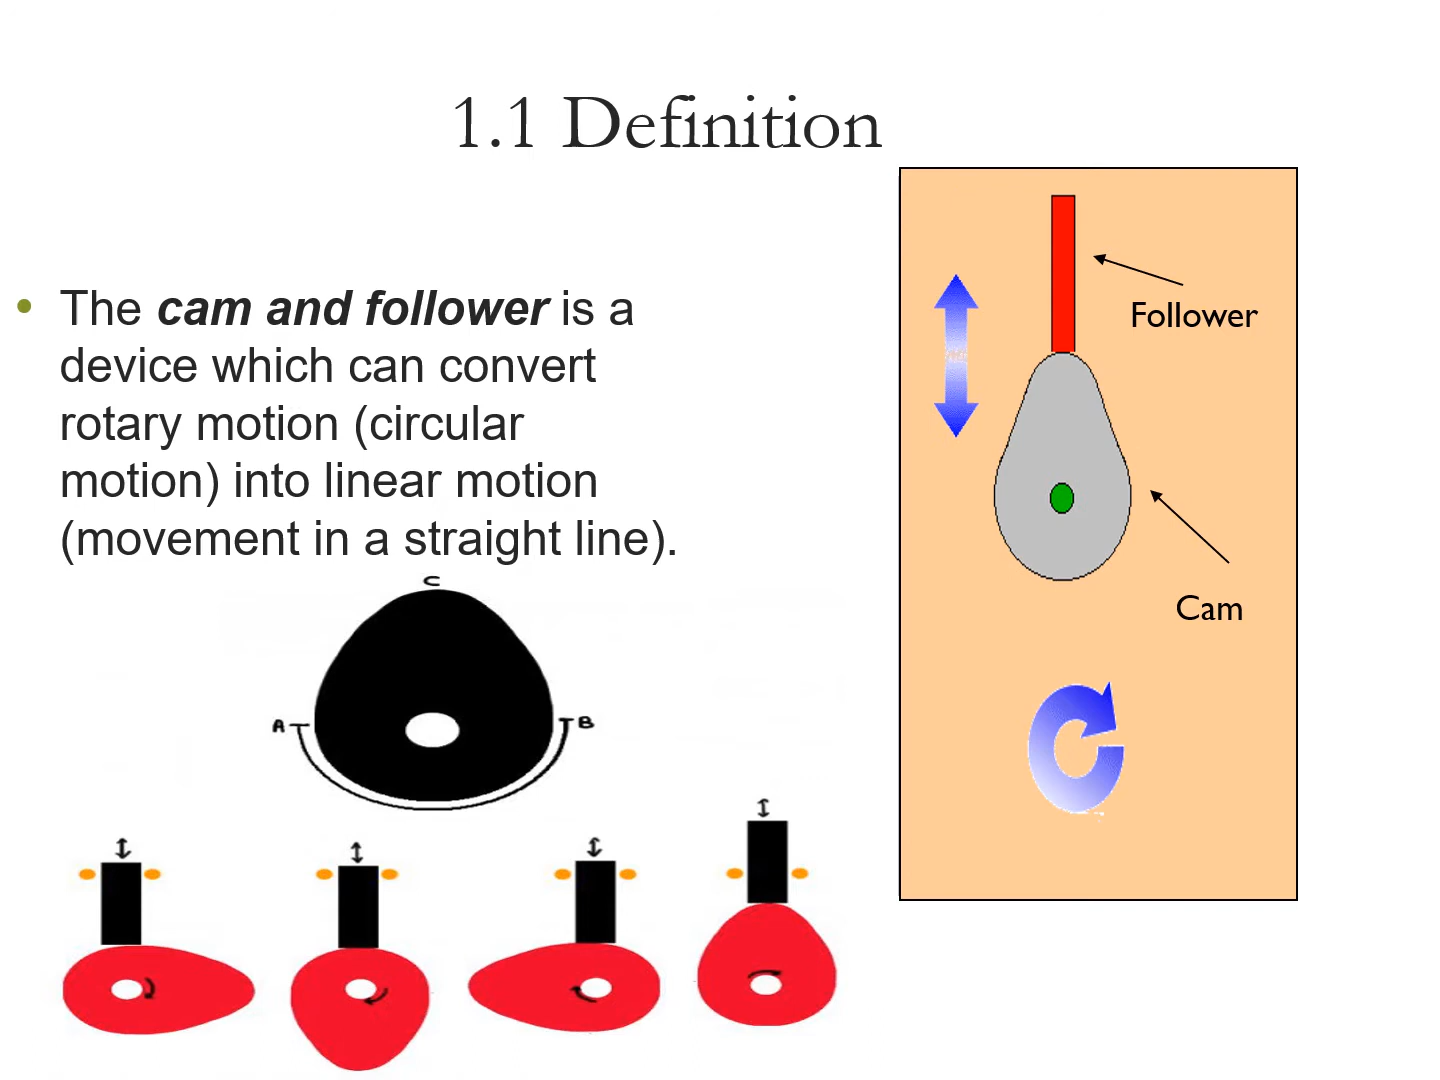 1.1 Definition
• The cam and follower is a
device which can convert
rotary motion (circular
motion) into linear motion
(movement in a straight line).
Follower
Cam
C
A
B